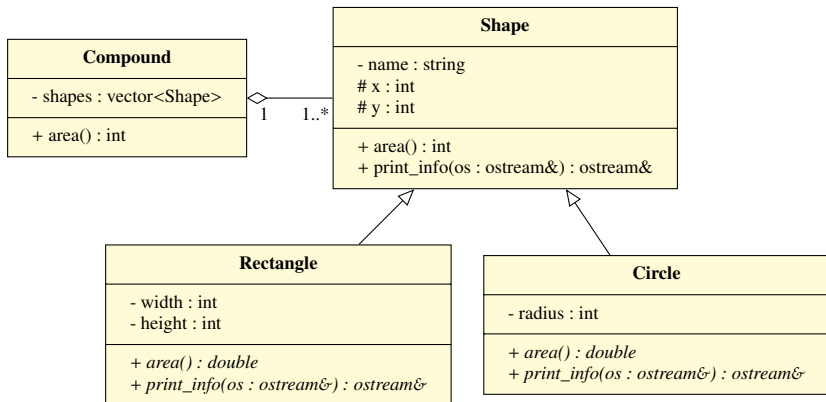 Compound
- shapes : vector<Shape>
+ area() : int
1
1..*
Shape
- name : string
# x : int
# y : int
+ area() : int
+ print_info(os : ostream&) : ostream&
Rectangle
- width : int
- height : int
+ area() : double
+ print_info(os : ostream&) : ostream&
Circle
- radius : int
+ area() : double
+ print_info(os : ostream&) : ostream&